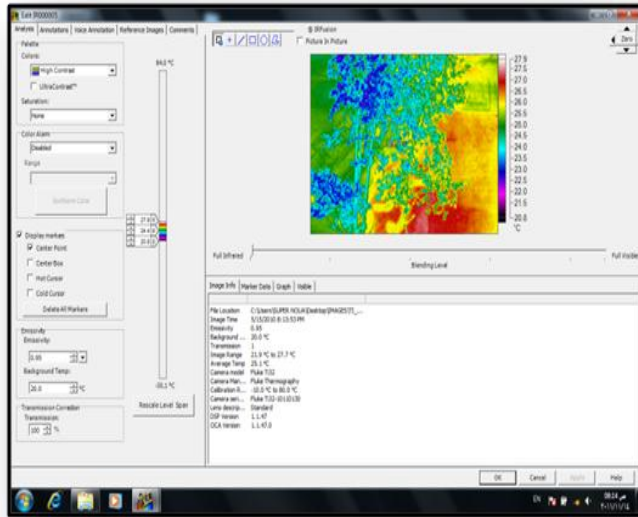 Analysis
Annotations
Voice Annotation
Reference Images
Comments
Palette
Colors:
High Contrast
UltraContrast™
Saturation:
None
Color Alarm
Disabled
Range
Display markers
Center Point
Center Box
Hot Cursor
Cold Cursor
Delete All Markers
Emissivity
Emissivity:
0.95
Background Temp:
20.0 °C
Transmission Correction
Transmission:
100 %
Rescale Level Span
IR Fusion
Picture In Picture
Zero
27.9
27.5
27.0
26.5
26.0
25.5
25.0
24.5
24.0
23.5
23.0
22.5
22.0
21.5
20.8
°C
Full Infrared
Full Visible
Blending Level
Image Info
Marker Data
Graph
Visible
File Location
Image Time
Emissivity 0.95
Background ... 20.0 °C
Transmission 1
Image Range 21.9 °C to 27.7 °C
Average Temp 25.1 °C
Camera model Fluke Ti32
Camera Man... Fluke Thermography
Calibration R... -10.0 °C to 80.0 °C
Camera seri...
Lens descrip... Standard
DSP Version 1.1.47
OCA Version 1.1.47.0
OK
Cancel
Apply
Help
EN